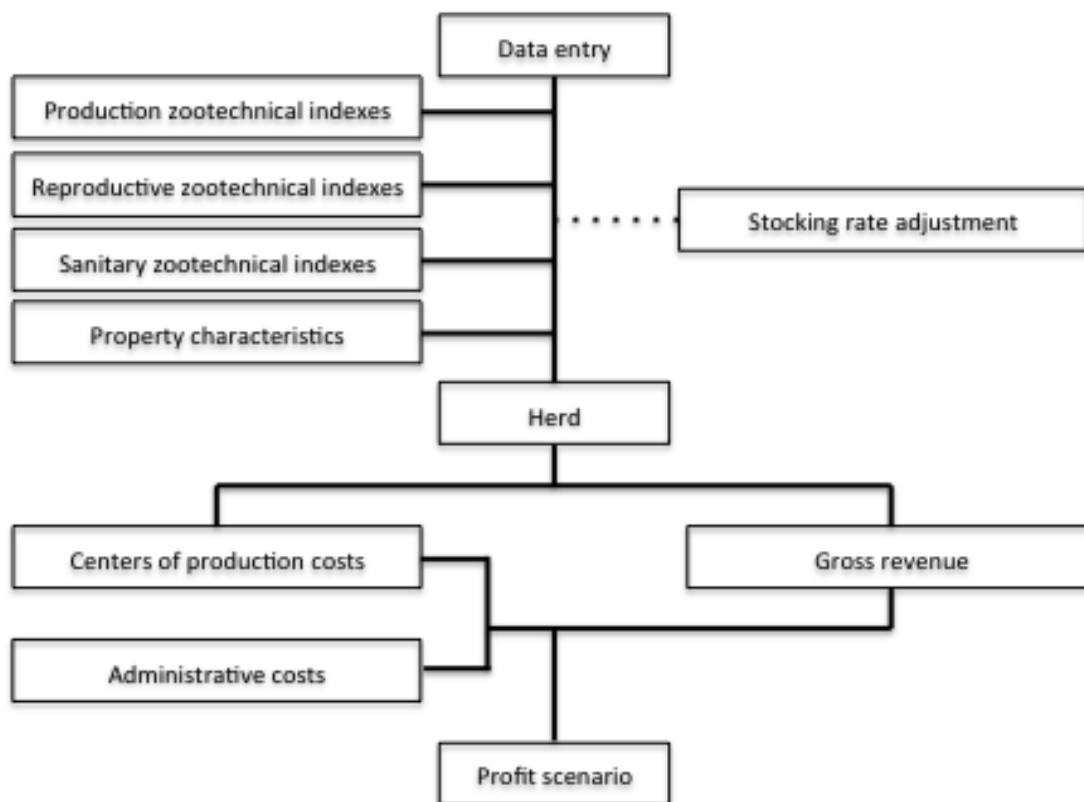 Data entry
Production zootechnical indexes
Reproductive zootechnical indexes
Stocking rate adjustment
Sanitary zootechnical indexes
Property characteristics
Herd
Centers of production costs
Gross revenue
Administrative costs
Profit scenario